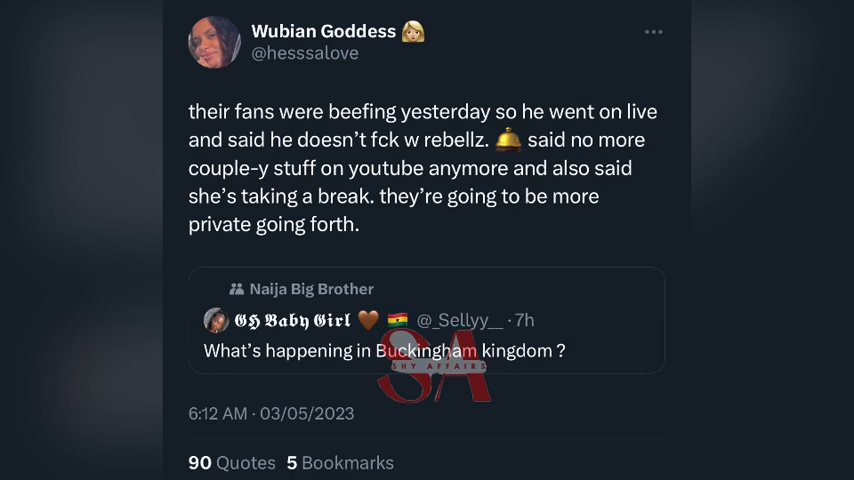 Wubian Goddess 👩🏼
@hesssalove
their fans were beefing yesterday so he went on live
and said he doesn't fck w rebellz. 🛎️ said no more
couple-y stuff on youtube anymore and also said
she's taking a break. they're going to be more
private going forth.
Naija Big Brother
𝕲𝕳 𝕭𝖆𝖇𝖞 𝕲𝖎𝖗𝖑 🤎 🇬🇭 @_Sellyy__ · 7h
What's happening in Buckingham kingdom ?
SA
SHY AFFAIRS
6:12 AM · 03/05/2023
90 Quotes 5 Bookmarks